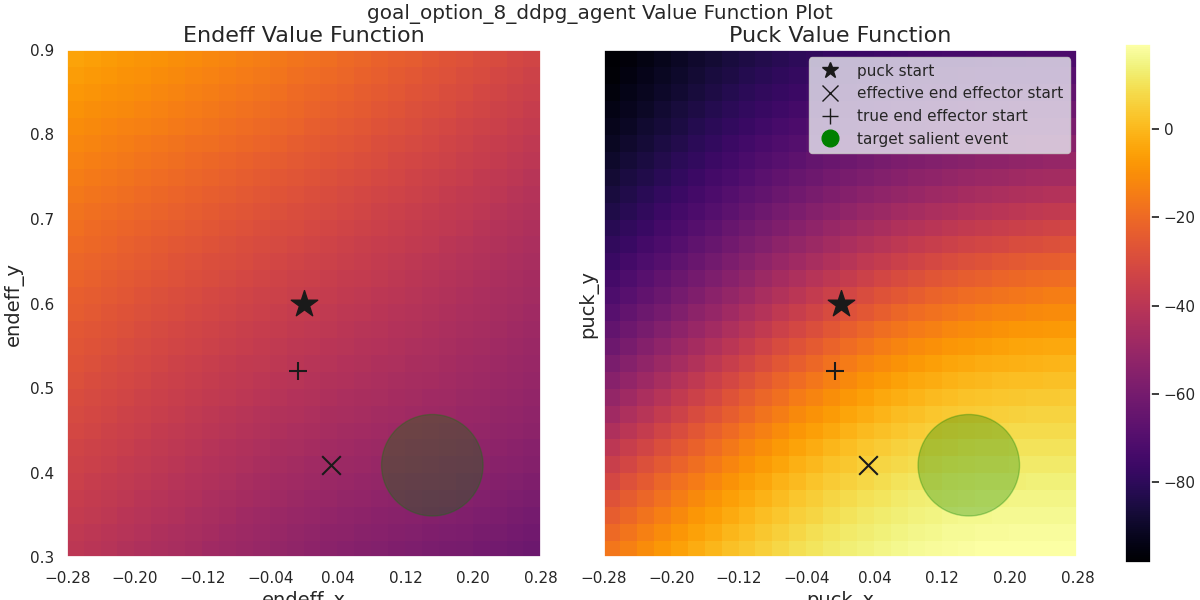 goal_option_8_ddpg_agent Value Function Plot
Endeff Value Function
Puck Value Function
endeff_y
0.9
0.8
0.7
0.6
0.5
0.4
0.3
−0.28 −0.20 −0.12 −0.04 0.04 0.12 0.20 0.28
endeff_x
puck_y
puck start
effective end effector start
true end effector start
target salient event
−0.28 −0.20 −0.12 −0.04 0.04 0.12 0.20 0.28
puck_x
0
−20
−40
−60
−80